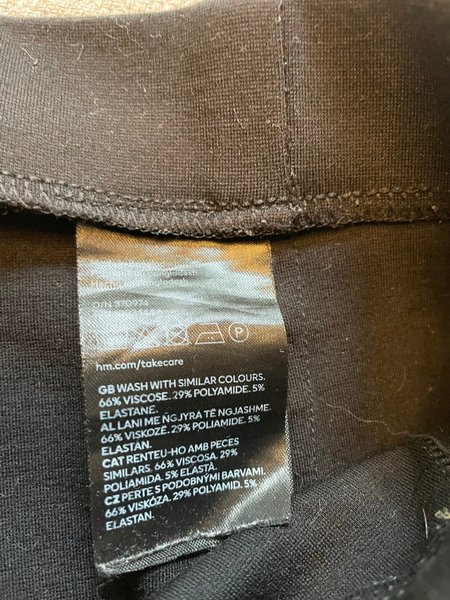 O/N 370974
hm.com/takecare
GB WASH WITH SIMILAR COLOURS.
66% VISCOSE. 29% POLYAMIDE. 5%
ELASTANE.
AL LANI ME NGJYRA TË NGJASHME.
66% VISKOZË. 29% POLIAMID. 5%
ELASTAN.
CAT RENTEU-HO AMB PECES
SIMILARS. 66% VISCOSA. 29%
POLIAMIDA. 5% ELASTÀ.
CZ PERTE S PODOBNÝMI BARVAMI.
66% VISKÓZA. 29% POLYAMID. 5%
ELASTAN.